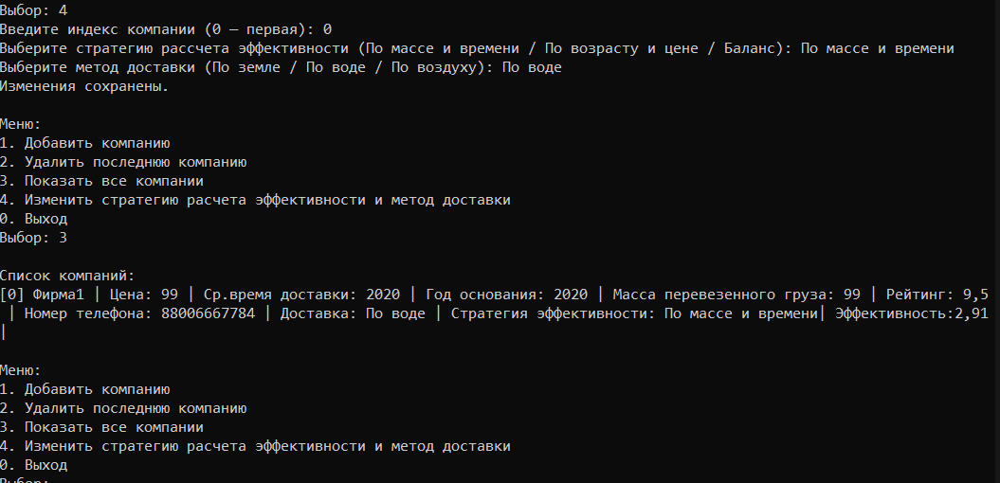 Выбор: 4
Введите индекс компании (0 — первая): 0
Выберите стратегию рассчета эффективности (По массе и времени / По возрасту и цене / Баланс): По массе и времени
Выберите метод доставки (По земле / По воде / По воздуху): По воде
Изменения сохранены.
Меню:
1. Добавить компанию
2. Удалить последнюю компанию
3. Показать все компании
4. Изменить стратегию расчета эффективности и метод доставки
0. Выход
Выбор: 3
Список компаний:
[0] Фирма1 | Цена: 99 | Ср.время доставки: 2020 | Год основания: 2020 | Масса перевезенного груза: 99 | Рейтинг: 9,5
| Номер телефона: 88006667784 | Доставка: По воде | Стратегия эффективности: По массе и времени| Эффективность:2,91
|
Меню:
1. Добавить компанию
2. Удалить последнюю компанию
3. Показать все компании
4. Изменить стратегию расчета эффективности и метод доставки
0. Выход
Выбор: